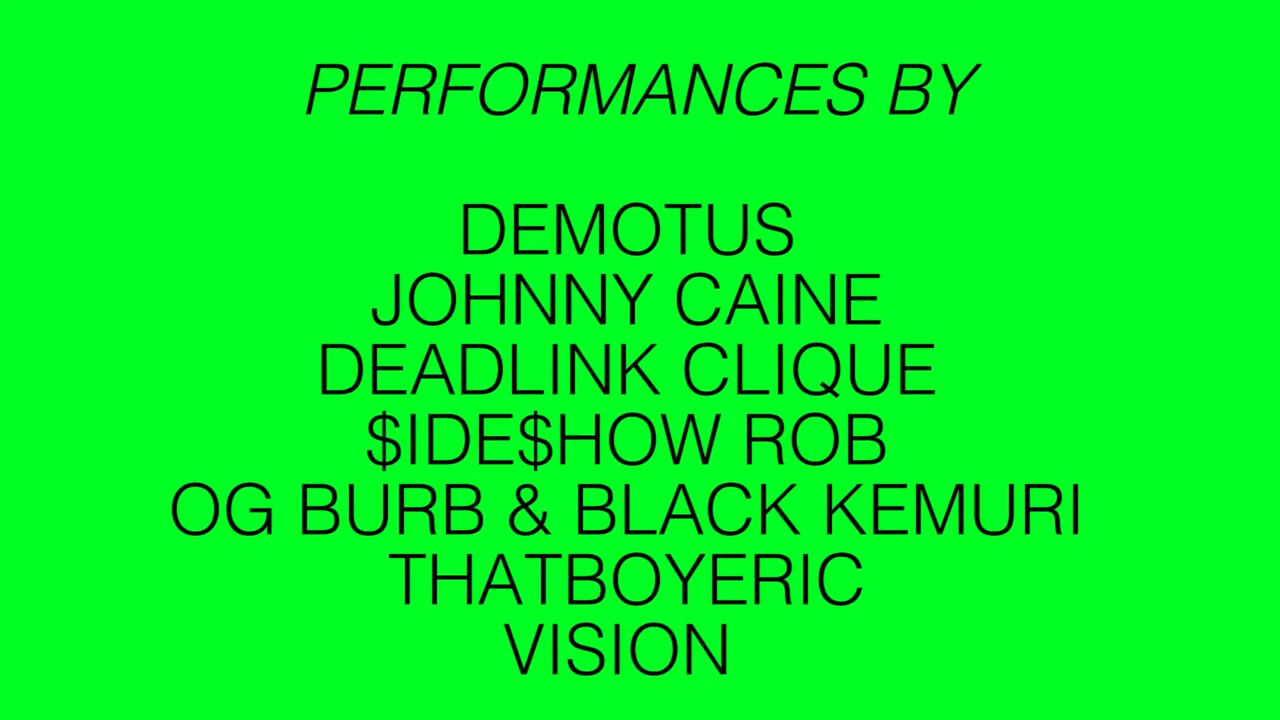 PERFORMANCES BY
DEMOTUS
JOHNNY CAINE
DEADLINK CLIQUE
$IDE$HOW ROB
OG BURB & BLACK KEMURI
THATBOYERIC
VISION